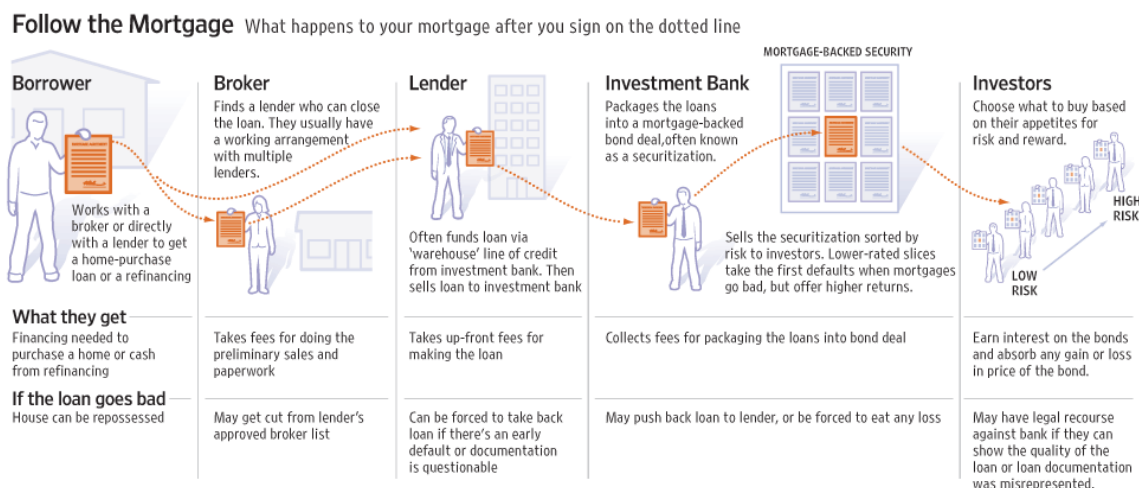 Follow the Mortgage What happens to your mortgage after you sign on the dotted line
Borrower
Works with a
broker or directly
with a lender to get
a home-purchase
loan or a refinancing
Broker
Finds a lender who can close
the loan. They usually have
a working arrangement
with multiple
lenders.
Lender
Often funds loan via
‘warehouse’ line of credit
from investment bank. Then
sells loan to investment bank
Investment Bank
Packages the loans
into a mortgage-backed
bond deal,often known
as a securitization.
MORTGAGE-BACKED SECURITY
Sells the securitization sorted by
risk to investors. Lower-rated slices
take the first defaults when mortgages
go bad, but offer higher returns.
Investors
Choose what to buy based
on their appetites for
risk and reward.
HIGH
RISK
LOW
RISK
What they get
Financing needed to
purchase a home or cash
from refinancing
Takes fees for doing the
preliminary sales and
paperwork
Takes up-front fees for
making the loan
Collects fees for packaging the loans into bond deal
Earn interest on the bonds
and absorb any gain or loss
in price of the bond.
If the loan goes bad
House can be repossessed
May get cut from lender’s
approved broker list
Can be forced to take back
loan if there’s an early
default or documentation
is questionable
May push back loan to lender, or be forced to eat any loss
May have legal recourse
against bank if they can
show the quality of the
loan or loan documentation
was misrepresented.